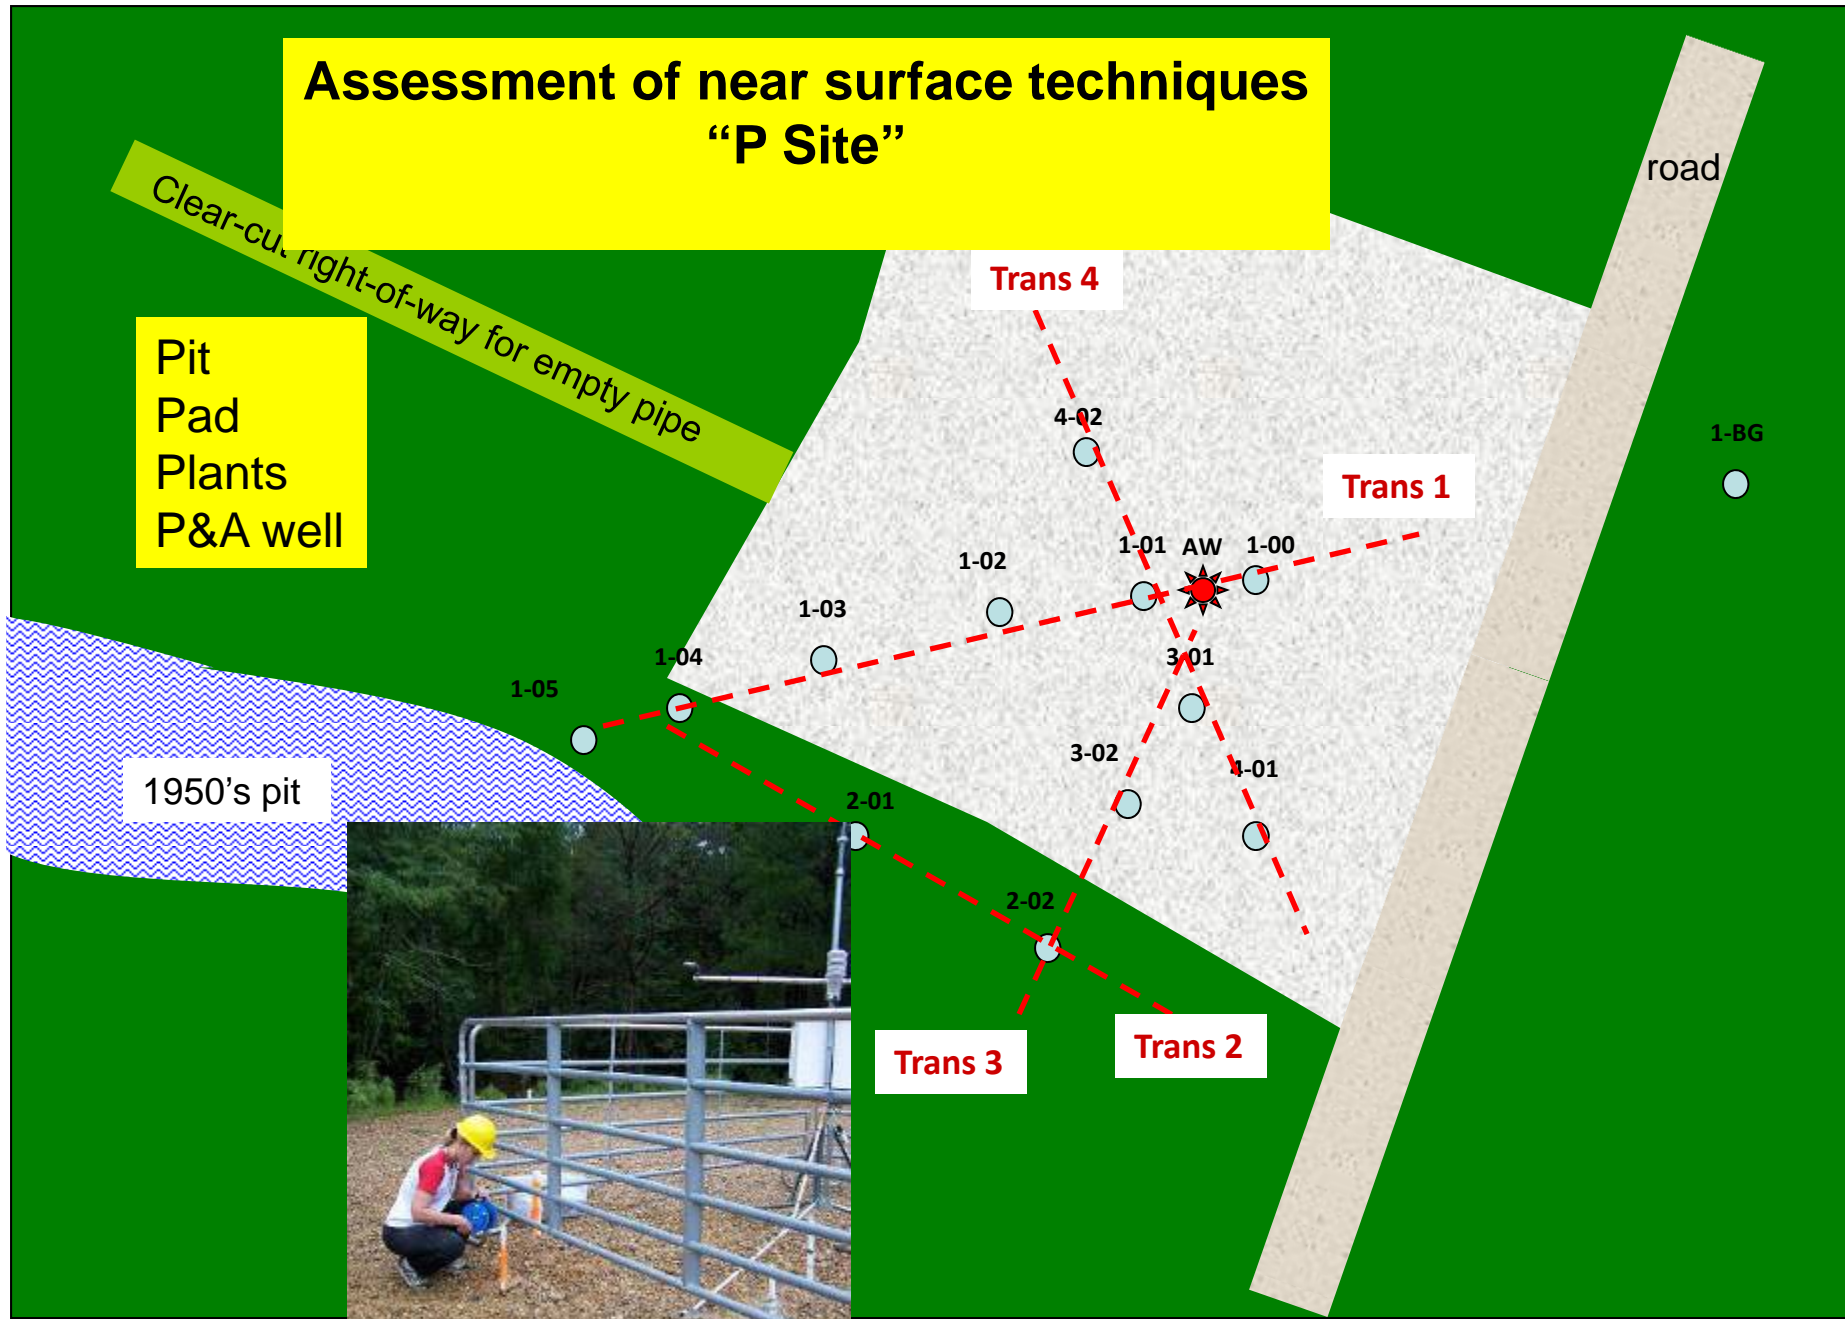 Assessment of near surface techniques
“P Site”
road
Clear-cut right-of-way for empty pipe
Trans 4
Pit
Pad
Plants
P&A well
4-02
1-BG
Trans 1
1-01
AW
1-00
1-02
1-03
1-04
3-01
1-05
3-02
4-01
1950's pit
2-01
2-02
Trans 3
Trans 2